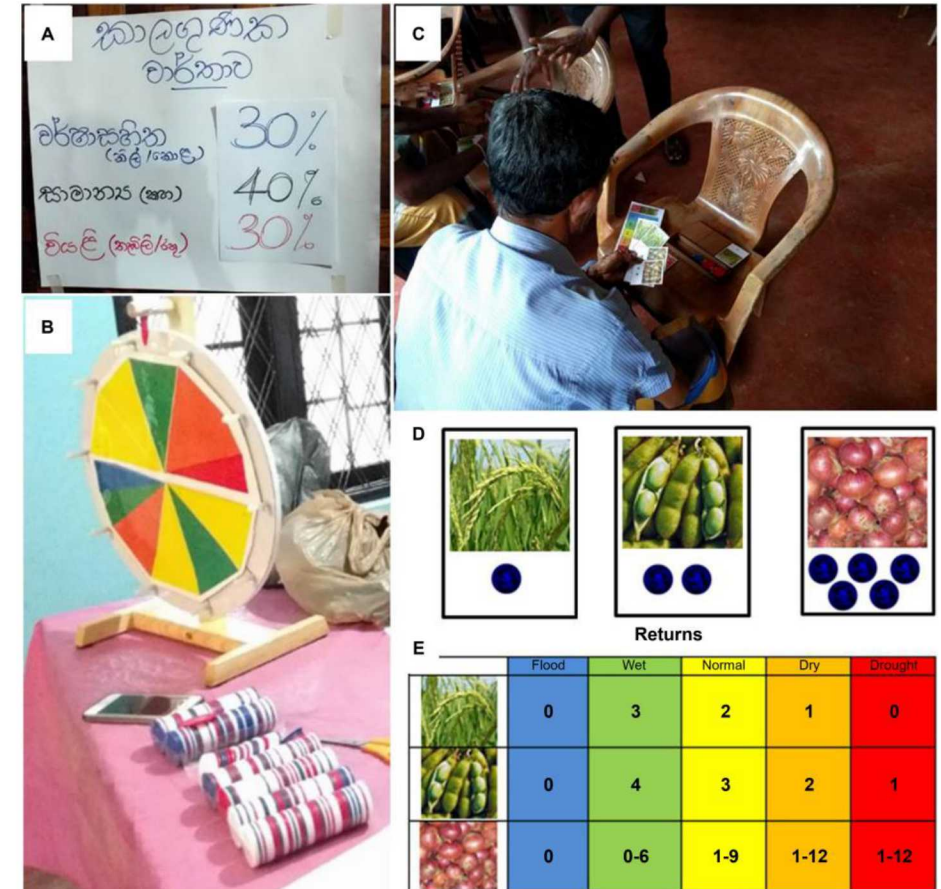 A
කාලගුණික
වාර්තාව
වර්ෂාසහිත 30%
(නිල් /කොළ)
සාමාන්‍ය (කහ) 40%
වියළි (තැඹිලි/රතු) 30%
B
C
D
Returns
E
Flood Wet Normal Dry Drought
0 3 2 1 0
0 4 3 2 1
0 0-6 1-9 1-12 1-12